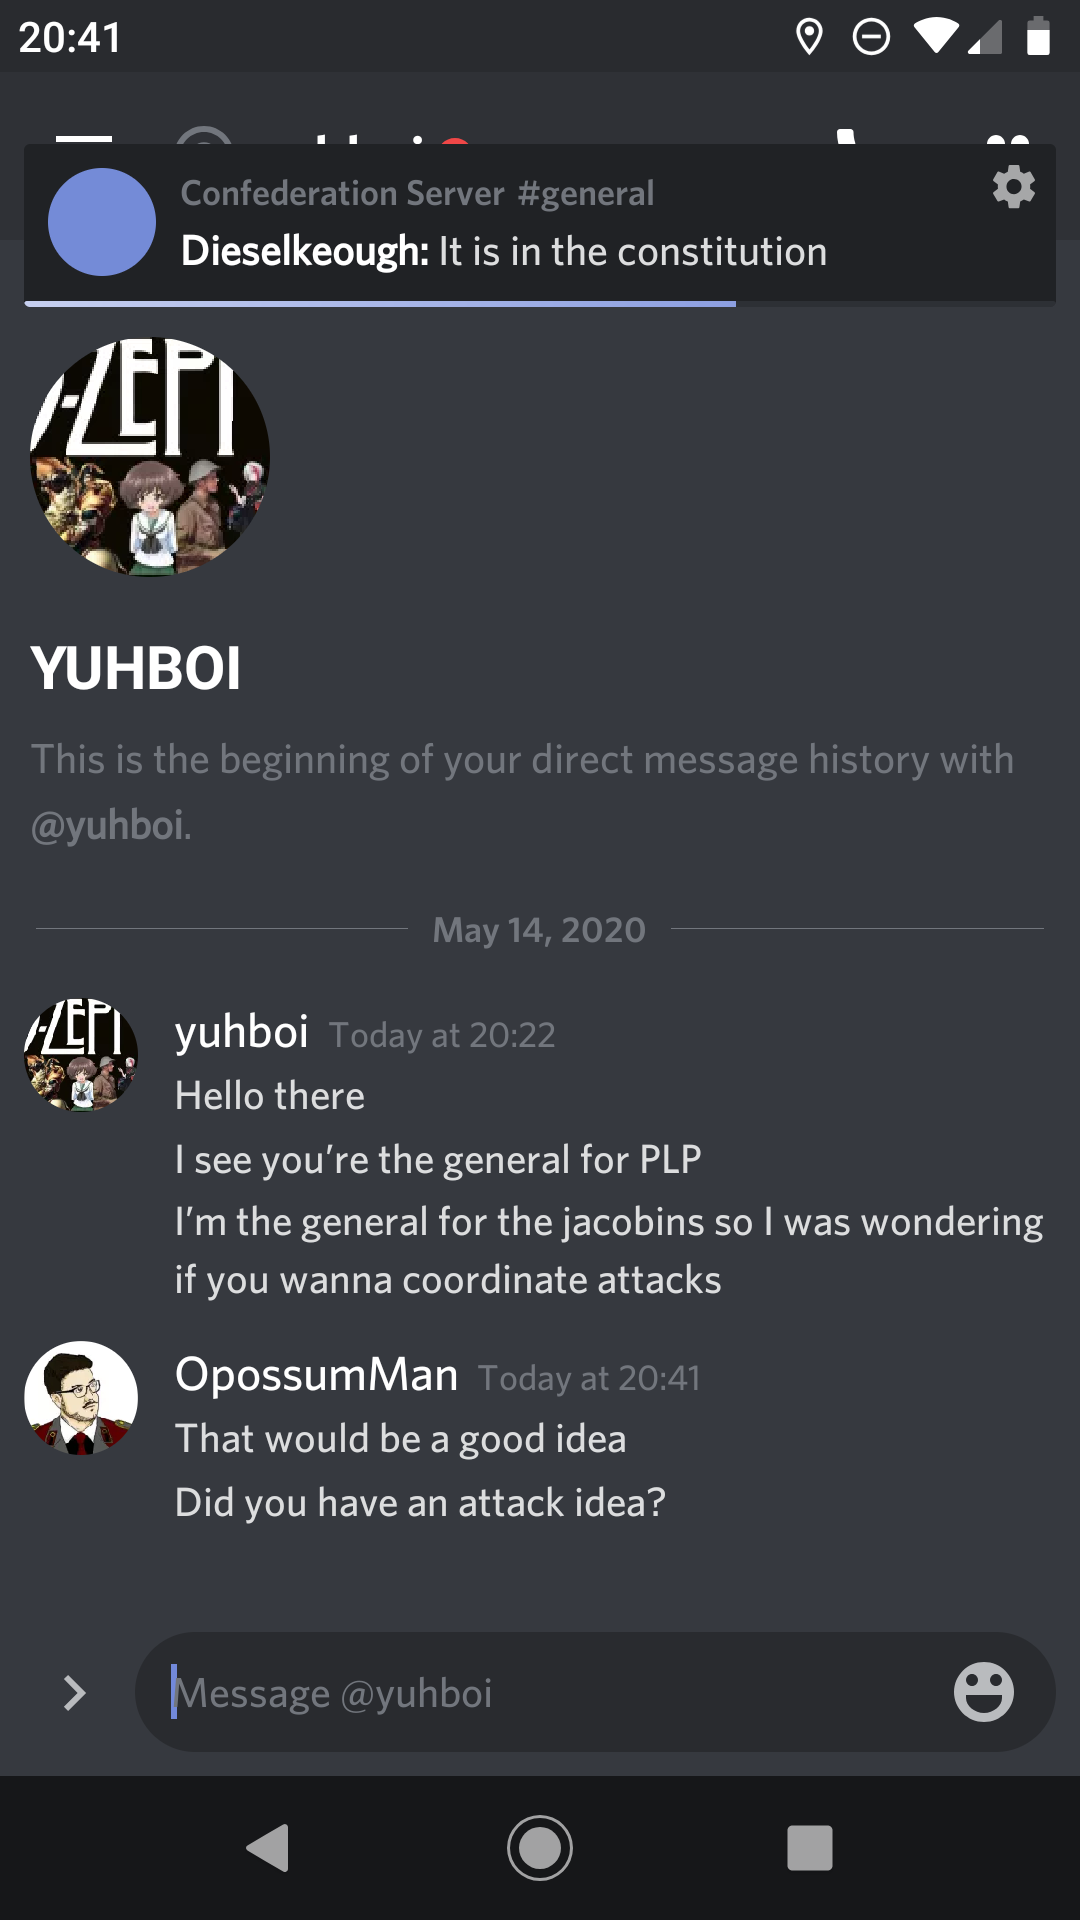 20:41
Confederation Server #general
Dieselkeough: It is in the constitution
-ZEPI
YUHBOI
This is the beginning of your direct message history with
@yuhboi.
May 14, 2020
-ZEPI
yuhboi Today at 20:22
Hello there
I see you’re the general for PLP
I’m the general for the jacobins so I was wondering
if you wanna coordinate attacks
OpossumMan Today at 20:41
That would be a good idea
Did you have an attack idea?
Message @yuhboi